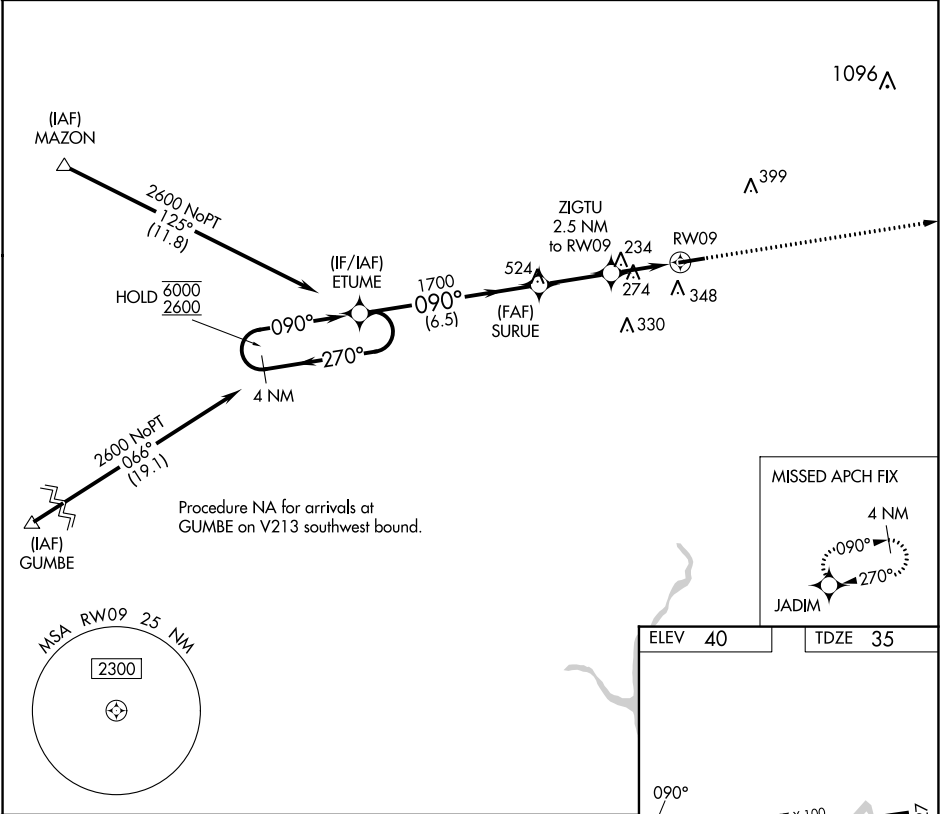 1096
(IAF)
MAZON
399
2600 NoPT
125°
(11.8)
ZIGTU
2.5 NM
to RW09
234
RW09
(IF/IAF)
ETUME
524
274
348
HOLD 6000
2600
1700
090°
(6.5)
090°
(FAF)
SURUE
330
270°
4 NM
2600 NoPT
066°
(19.1)
Procedure NA for arrivals at
GUMBE on V213 southwest bound.
(IAF)
GUMBE
MISSED APCH FIX
4 NM
090°
270°
JADIM
MSA RW09 25 NM
2300
ELEV 40
TDZE 35
090°